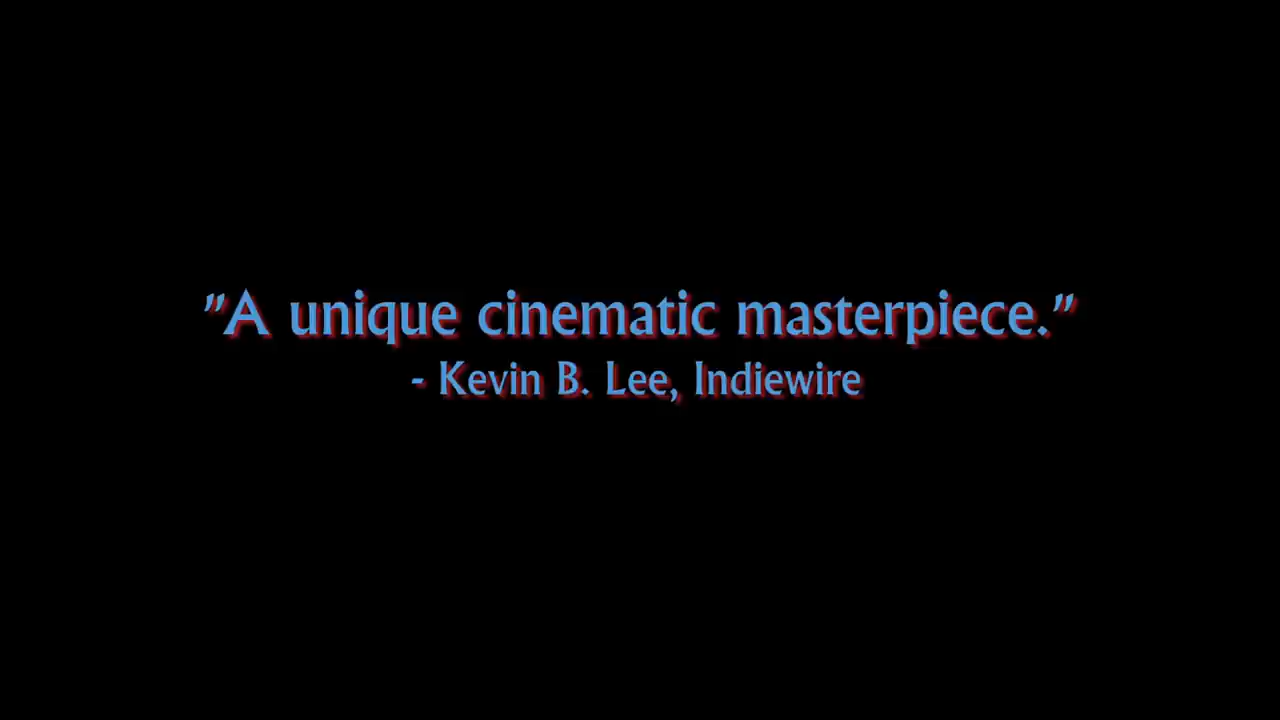 "A unique cinematic masterpiece."
- Kevin B. Lee, Indiewire